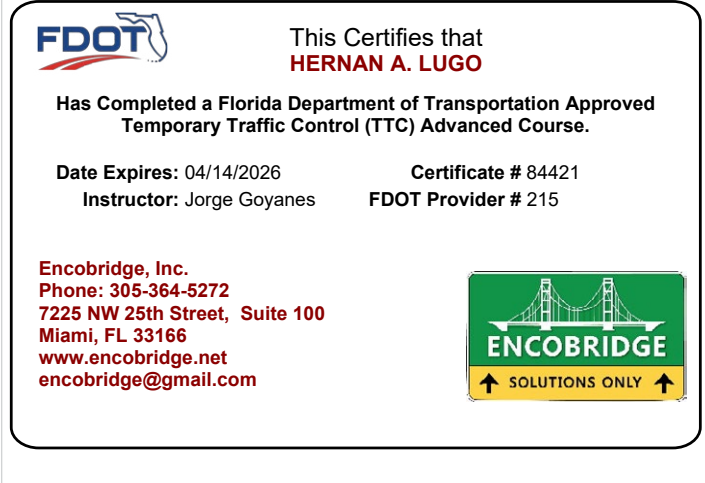 FDOT
This Certifies that
HERNAN A. LUGO
Has Completed a Florida Department of Transportation Approved
Temporary Traffic Control (TTC) Advanced Course.
Date Expires: 04/14/2026 Certificate # 84421
Instructor: Jorge Goyanes FDOT Provider # 215
Encobridge, Inc.
Phone: 305-364-5272
7225 NW 25th Street, Suite 100
Miami, FL 33166
www.encobridge.net
encobridge@gmail.com
ENCOBRIDGE
SOLUTIONS ONLY